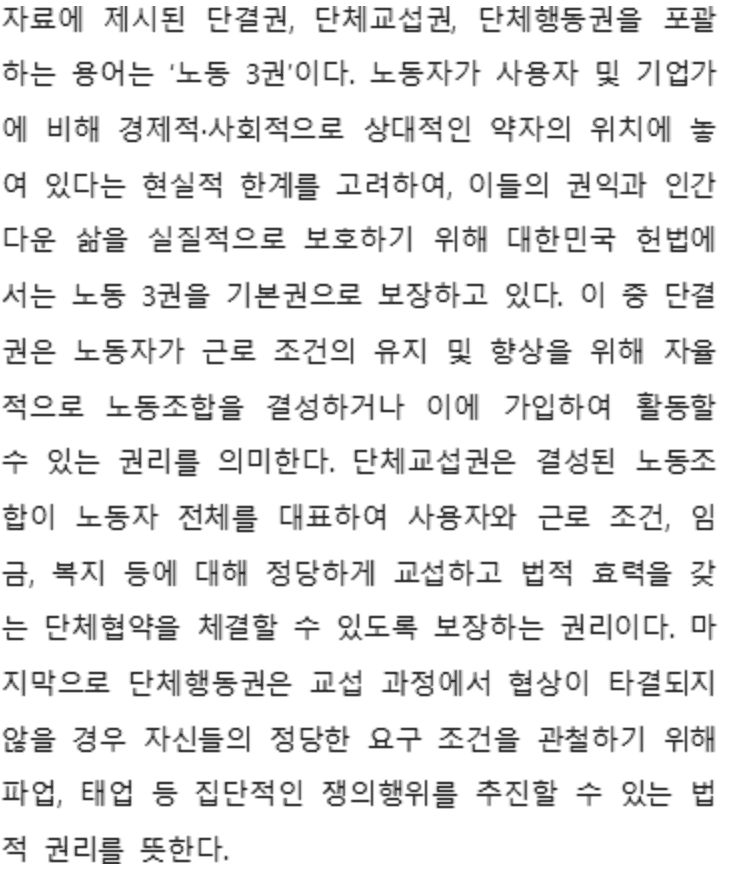 자료에 제시된 단결권, 단체교섭권, 단체행동권을 포괄
하는 용어는 '노동 3권'이다. 노동자가 사용자 및 기업가
에 비해 경제적·사회적으로 상대적인 약자의 위치에 놓
여 있다는 현실적 한계를 고려하여, 이들의 권익과 인간
다운 삶을 실질적으로 보호하기 위해 대한민국 헌법에
서는 노동 3권을 기본권으로 보장하고 있다. 이 중 단결
권은 노동자가 근로 조건의 유지 및 향상을 위해 자율
적으로 노동조합을 결성하거나 이에 가입하여 활동할
수 있는 권리를 의미한다. 단체교섭권은 결성된 노동조
합이 노동자 전체를 대표하여 사용자와 근로 조건, 임
금, 복지 등에 대해 정당하게 교섭하고 법적 효력을 갖
는 단체협약을 체결할 수 있도록 보장하는 권리이다. 마
지막으로 단체행동권은 교섭 과정에서 협상이 타결되지
않을 경우 자신들의 정당한 요구 조건을 관철하기 위해
파업, 태업 등 집단적인 쟁의행위를 추진할 수 있는 법
적 권리를 뜻한다.